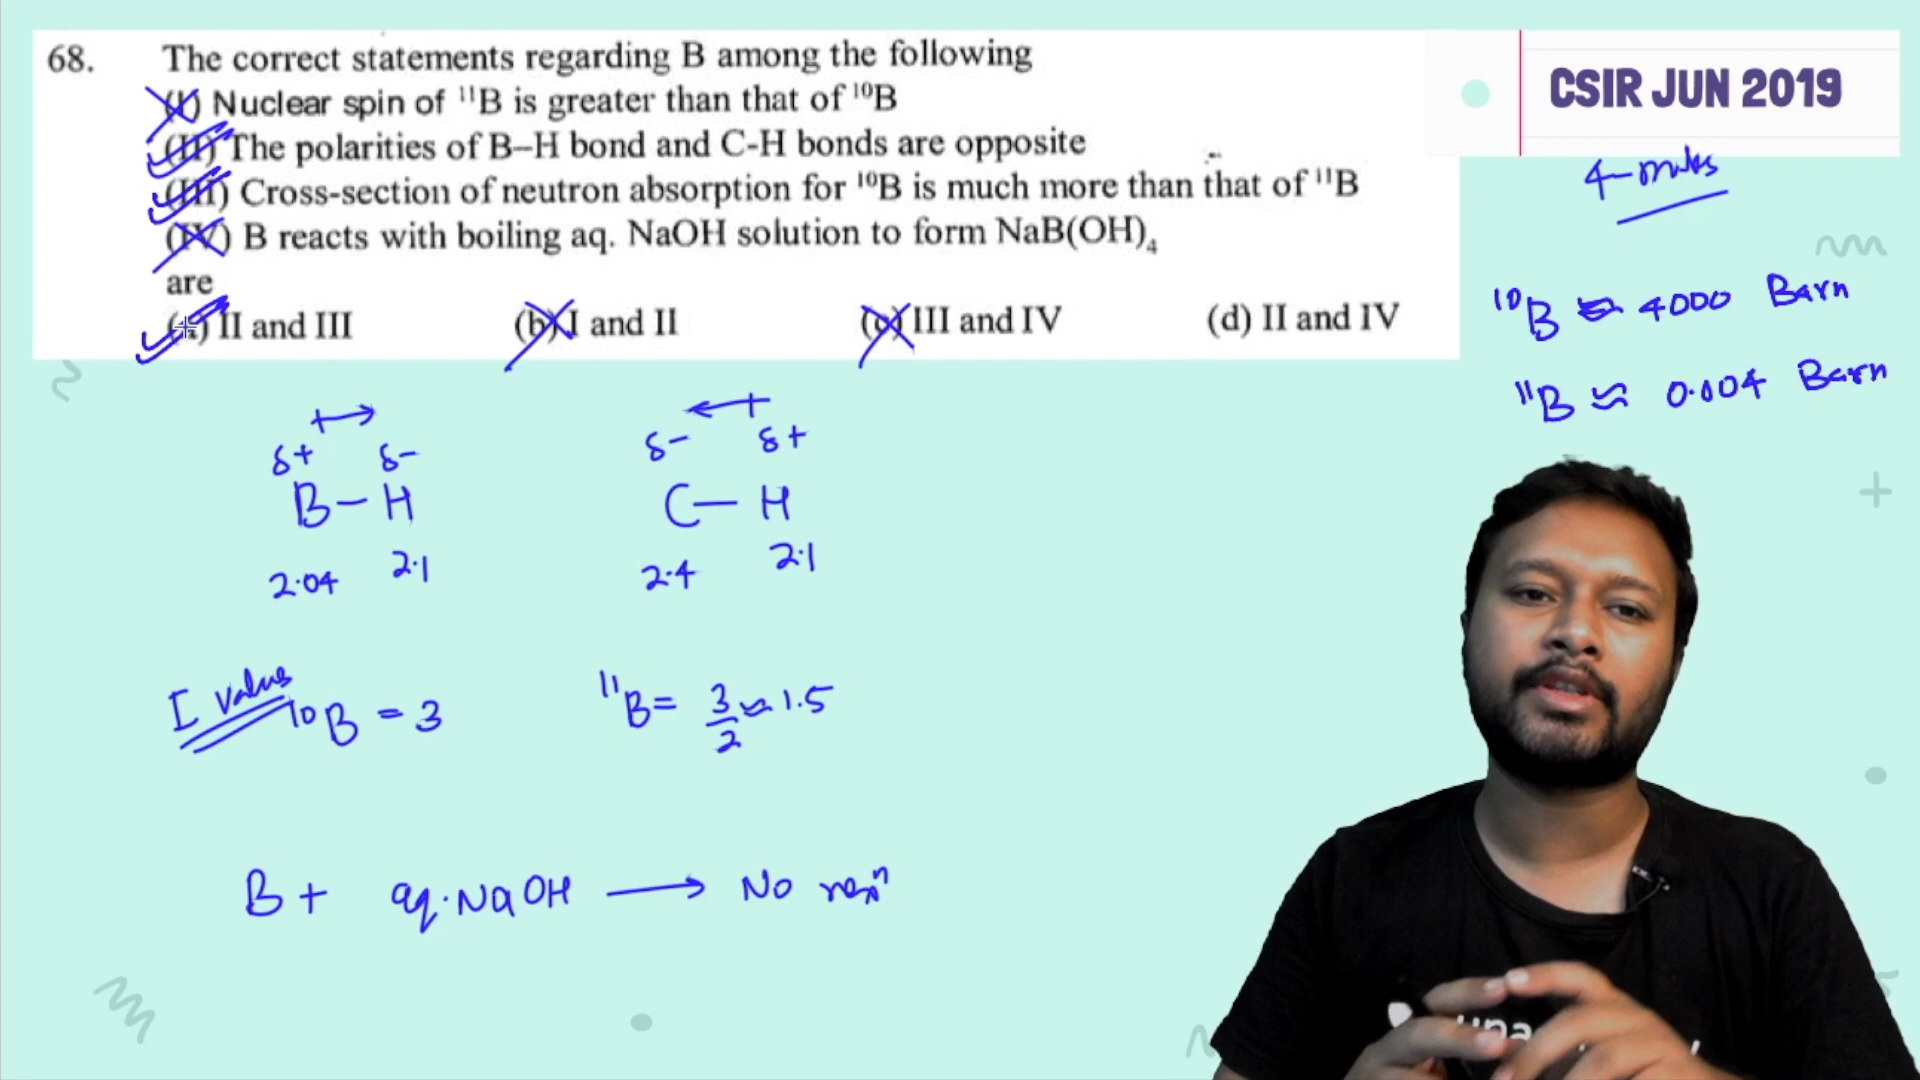 68. The correct statements regarding B among the following
(I) Nuclear spin of ¹¹B is greater than that of ¹⁰B
(II) The polarities of B–H bond and C-H bonds are opposite
(III) Cross-section of neutron absorption for ¹⁰B is much more than that of ¹¹B
(IV) B reacts with boiling aq. NaOH solution to form NaB(OH)₄
are
(a) II and III (b) I and II (c) III and IV (d) II and IV
CSIR JUN 2019
¹⁰B ≈ 4000 Barn
¹¹B ≈ 0.004 Barn
δ+ δ-
B-H
2.04 2.1
δ- δ+
C-H
2.4 2.1
I value
¹⁰B = 3
¹¹B = 3/2 ≈ 1.5
B + aq. NaOH → No rexⁿ